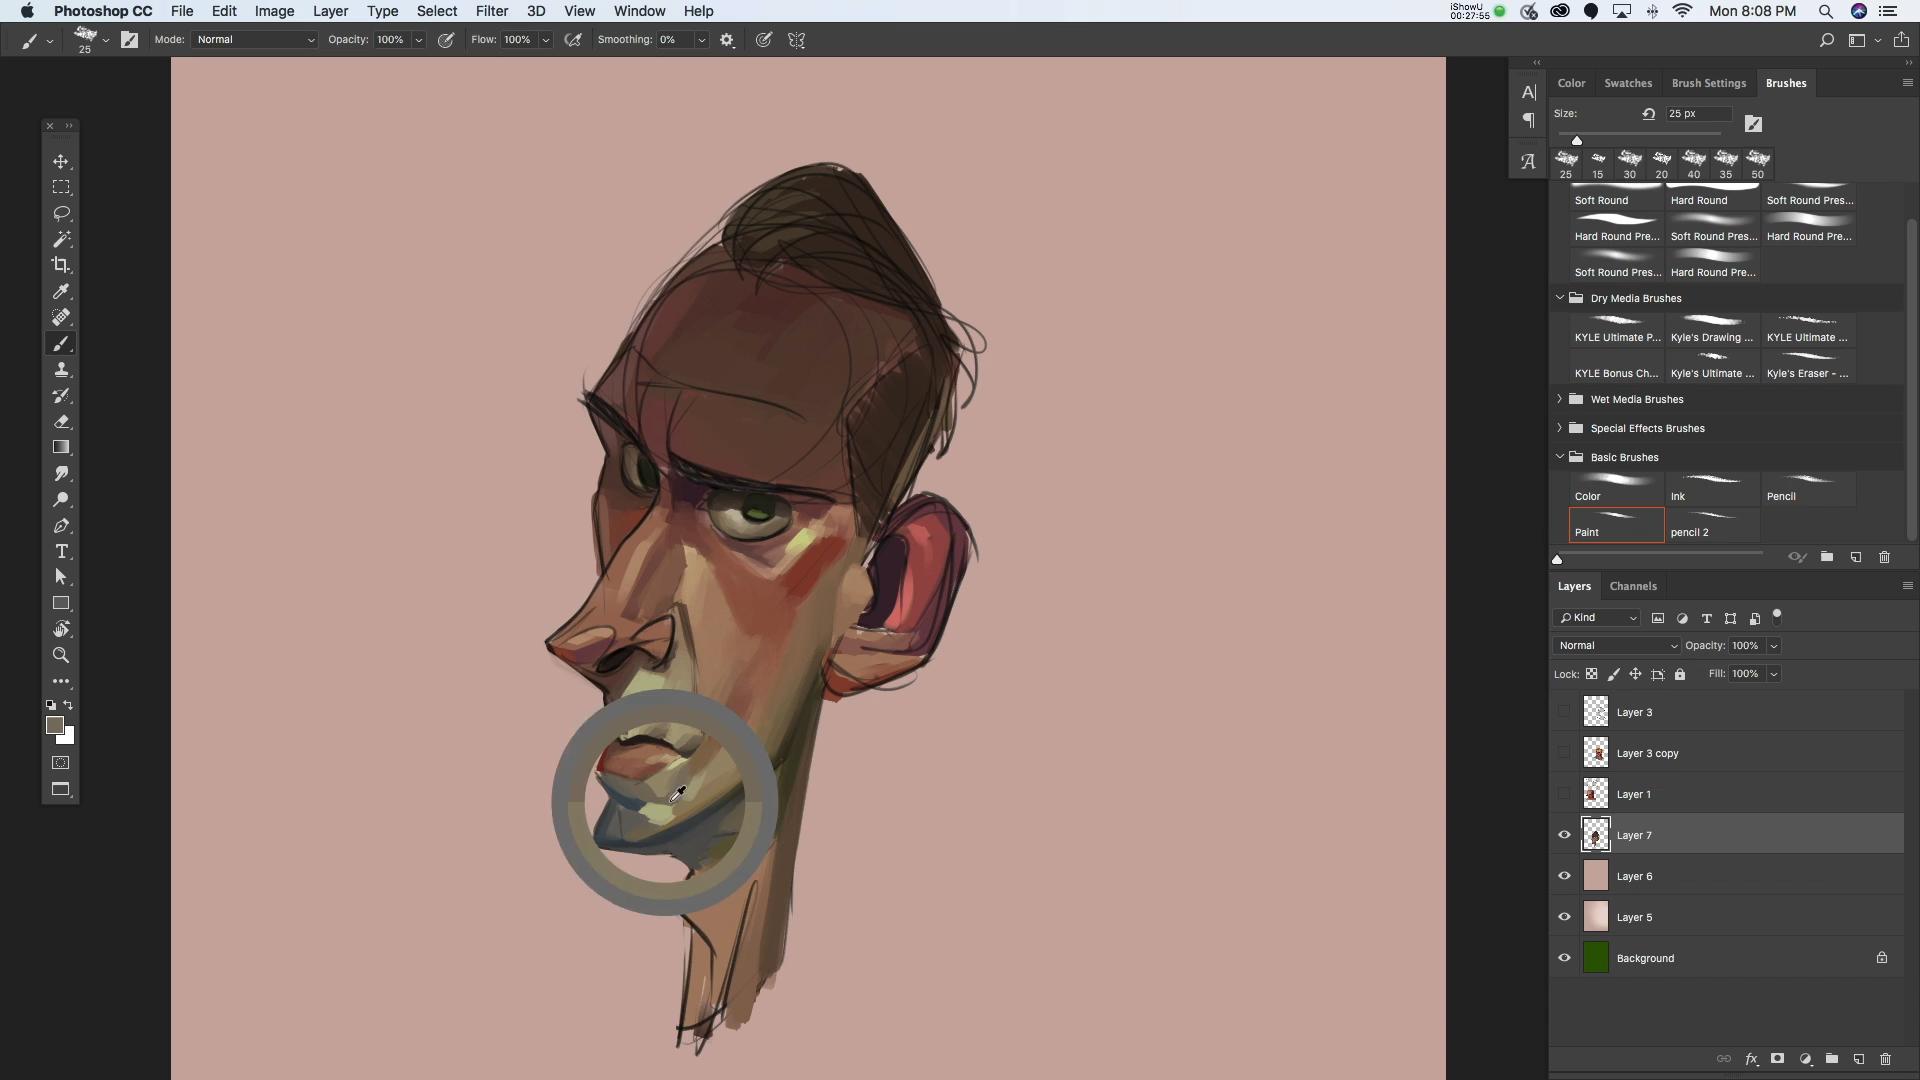 Photoshop CC File Edit Image Layer Type Select Filter 3D View Window Help
iShowU
00:27:55
Mon 8:08 PM
25
Mode: Normal Opacity: 100% Flow: 100% Smoothing: 0%
Color Swatches Brush Settings Brushes
Size: 25 px
25 15 30 20 40 35 50
Soft Round Hard Round Soft Round Pres...
Hard Round Pre... Soft Round Pres... Hard Round Pre...
Soft Round Pres... Hard Round Pre...
Dry Media Brushes
KYLE Ultimate P... Kyle's Drawing ... KYLE Ultimate ...
KYLE Bonus Ch... Kyle's Ultimate ... Kyle's Eraser - ...
Wet Media Brushes
Special Effects Brushes
Basic Brushes
Color Ink Pencil
Paint pencil 2
Layers Channels
Kind
Normal Opacity: 100%
Lock: Fill: 100%
Layer 3
Layer 3 copy
Layer 1
Layer 7
Layer 6
Layer 5
Background